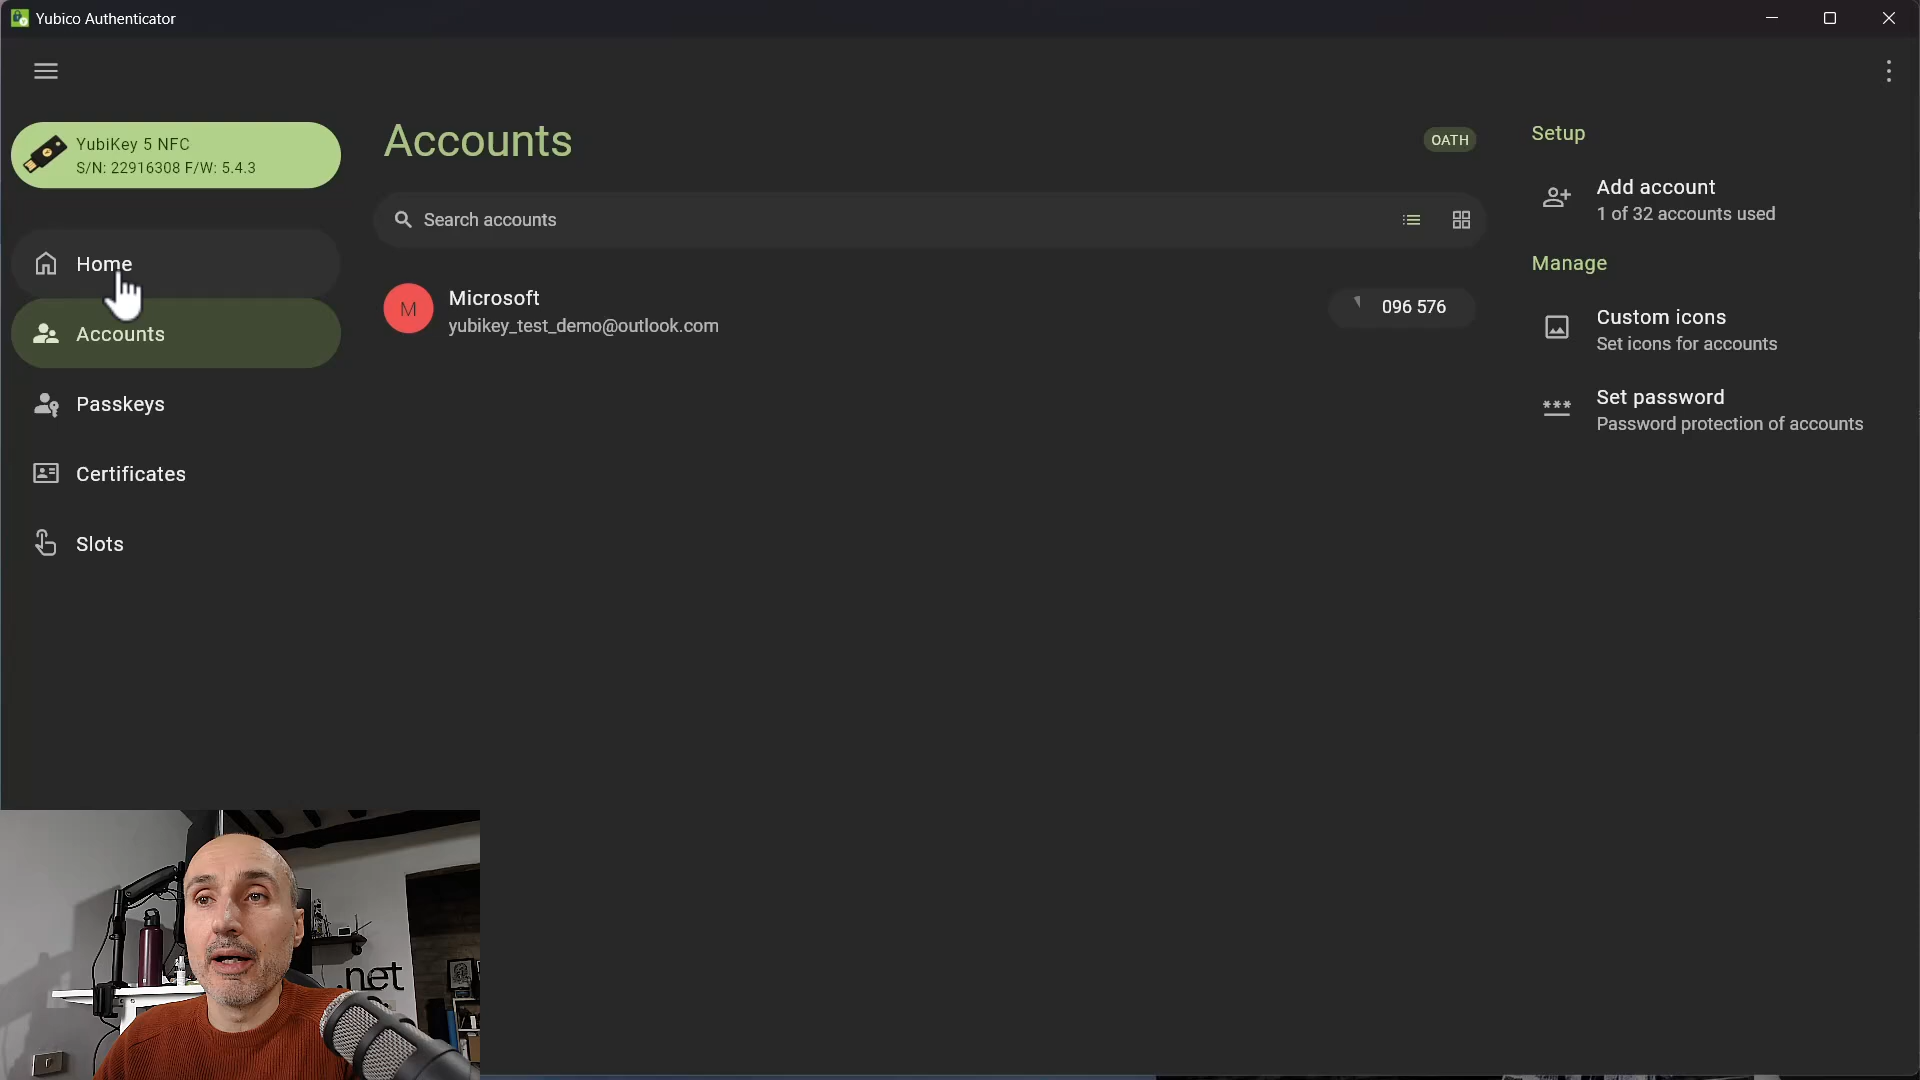 Yubico Authenticator
YubiKey 5 NFC
S/N: 22916308 F/W: 5.4.3
Home
Accounts
Passkeys
Certificates
Slots
Accounts
OATH
Search accounts
M
Microsoft
yubikey_test_demo@outlook.com
096 576
Setup
Add account
1 of 32 accounts used
Manage
Custom icons
Set icons for accounts
***
Set password
Password protection of accounts
.net